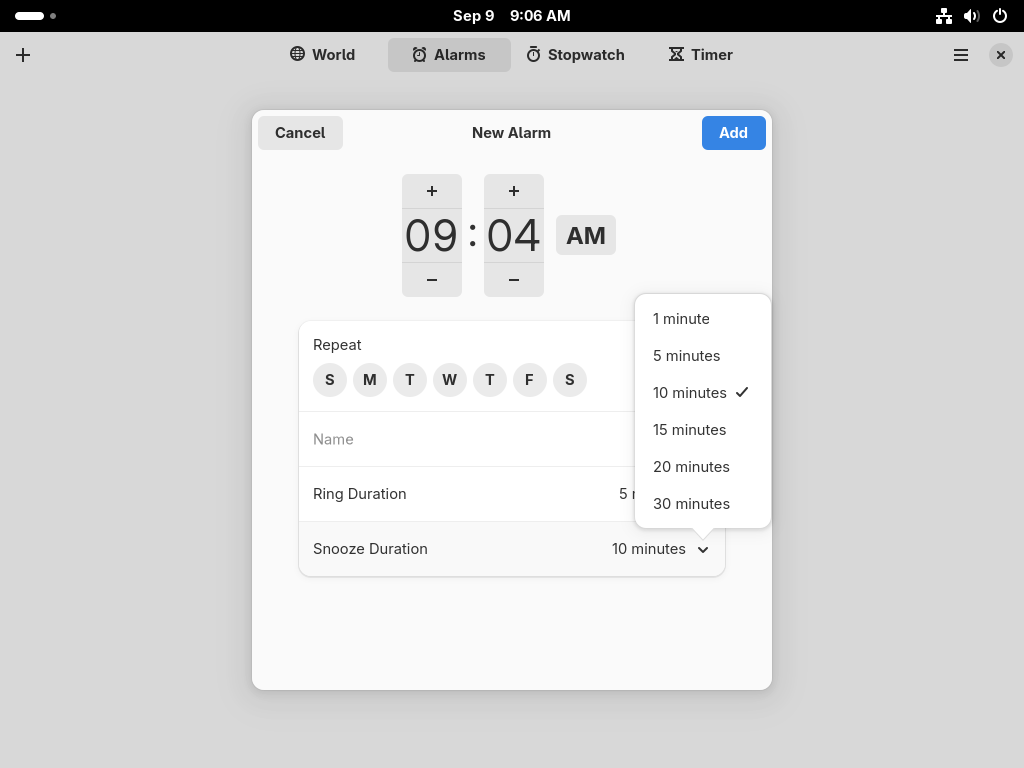 Sep 9 9:06 AM
World Alarms Stopwatch Timer
Cancel New Alarm Add
09 : 04 AM
Repeat
S M T W T F S
Name
Ring Duration 5
Snooze Duration 10 minutes
1 minute
5 minutes
10 minutes
15 minutes
20 minutes
30 minutes